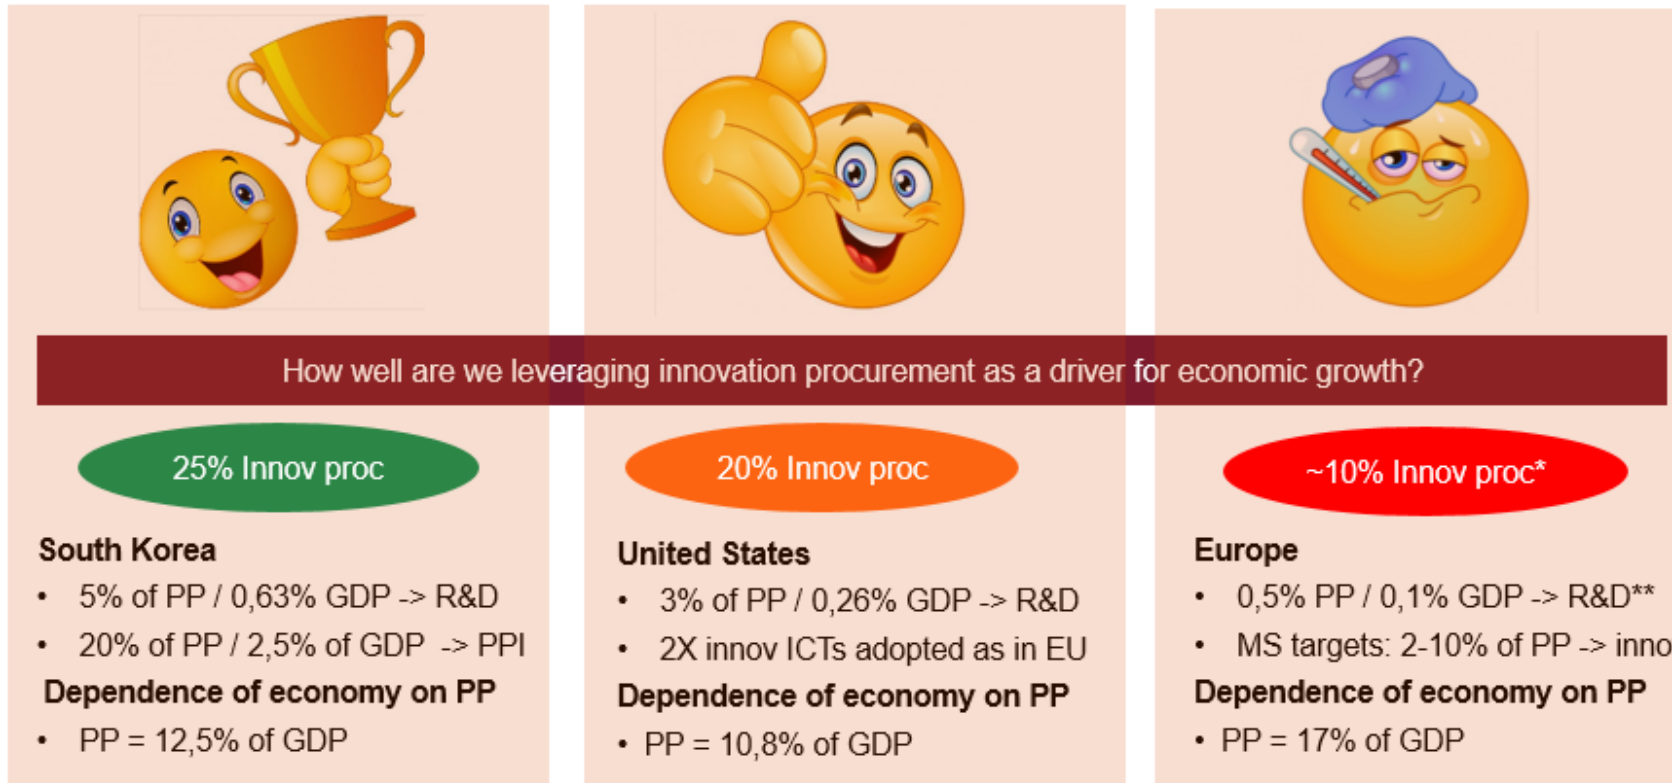 How well are we leveraging innovation procurement as a driver for economic growth?
25% Innov proc
South Korea
• 5% of PP / 0,63% GDP -> R&D
• 20% of PP / 2,5% of GDP -> PPI
Dependence of economy on PP
• PP = 12,5% of GDP
20% Innov proc
United States
• 3% of PP / 0,26% GDP -> R&D
• 2X innov ICTs adopted as in EU
Dependence of economy on PP
• PP = 10,8% of GDP
~10% Innov proc*
Europe
• 0,5% PP / 0,1% GDP -> R&D**
• MS targets: 2-10% of PP -> inno
Dependence of economy on PP
• PP = 17% of GDP